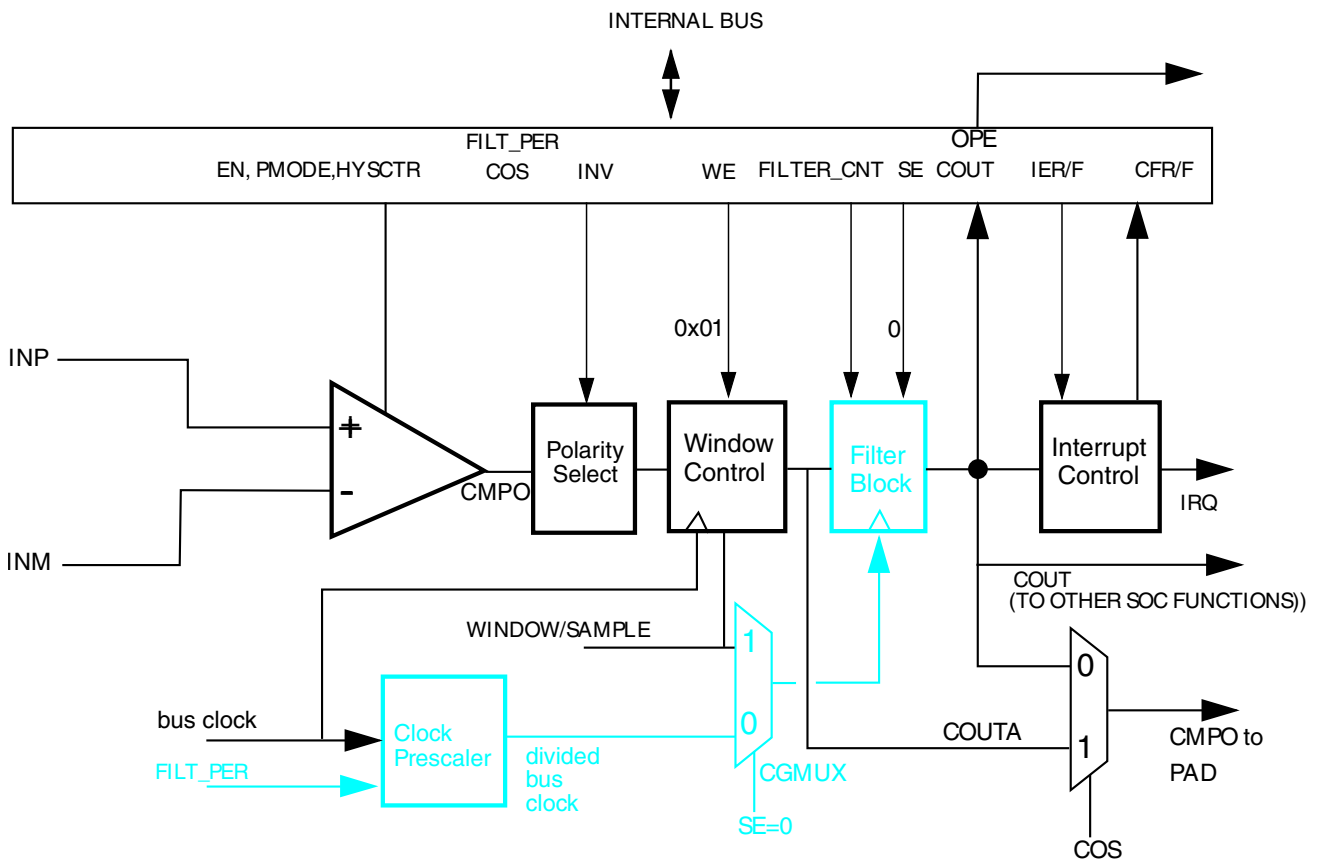 INTERNAL BUS
FILT_PER
OPE
EN, PMODE,HYSCTR
COS
INV
WE
FILTER_CNT
SE
COUT
IER/F
CFR/F
0x01
0
INP
+
-
INM
CMPO
Polarity
Select
Window
Control
Filter
Block
Interrupt
Control
IRQ
COUT
(TO OTHER SOC FUNCTIONS))
WINDOW/SAMPLE
1
0
0
1
bus clock
FILT_PER
Clock
Prescaler
divided
bus
clock
CGMUX
SE=0
COUTA
CMPO to
PAD
COS